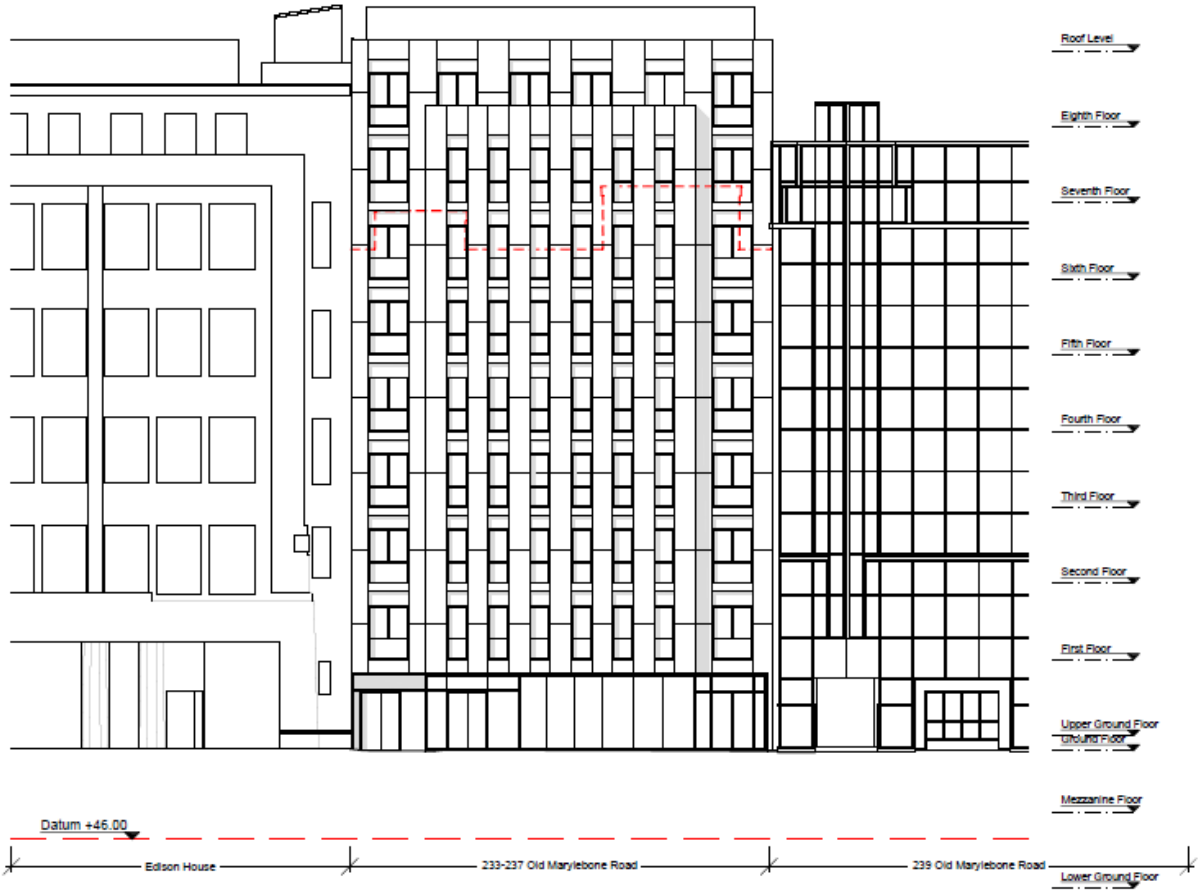 Roof Level
Eighth Floor
Seventh Floor
Sixth Floor
Fifth Floor
Fourth Floor
Third Floor
Second Floor
First Floor
Upper Ground Floor
Ground Floor
Mezzanine Floor
Datum +46.00
Edison House
233-237 Old Marylebone Road
239 Old Marylebone Road
Lower Ground Floor